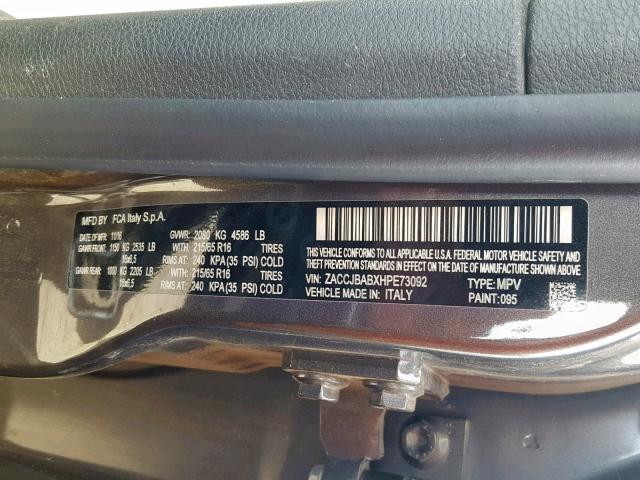 MFD BY FCA Italy S.p.A.
DATE OF MFR: 11/16 GVWR: 2080 KG 4586 LB
GAWR FRONT: 1150 KG 2535 LB WITH 215/65 R16 TIRES
16x6,5 RIMS AT: 240 KPA(35 PSI) COLD
GAWR REAR: 1000 KG 2205 LB WITH 215/65 R16 TIRES
16x6,5 RIMS AT: 240 KPA(35 PSI) COLD
THIS VEHICLE CONFORMS TO ALL APPLICABLE U.S.A. FEDERAL MOTOR VEHICLE SAFETY,
BUMPER, AND THEFT PREVENTION STANDARDS IN EFFECT ON THE DATE OF MANUFACTURE SHOWN ABOVE.
VIN: ZACCJBABXHPE73092 TYPE: MPV
VEHICLE MADE IN: ITALY PAINT: 095